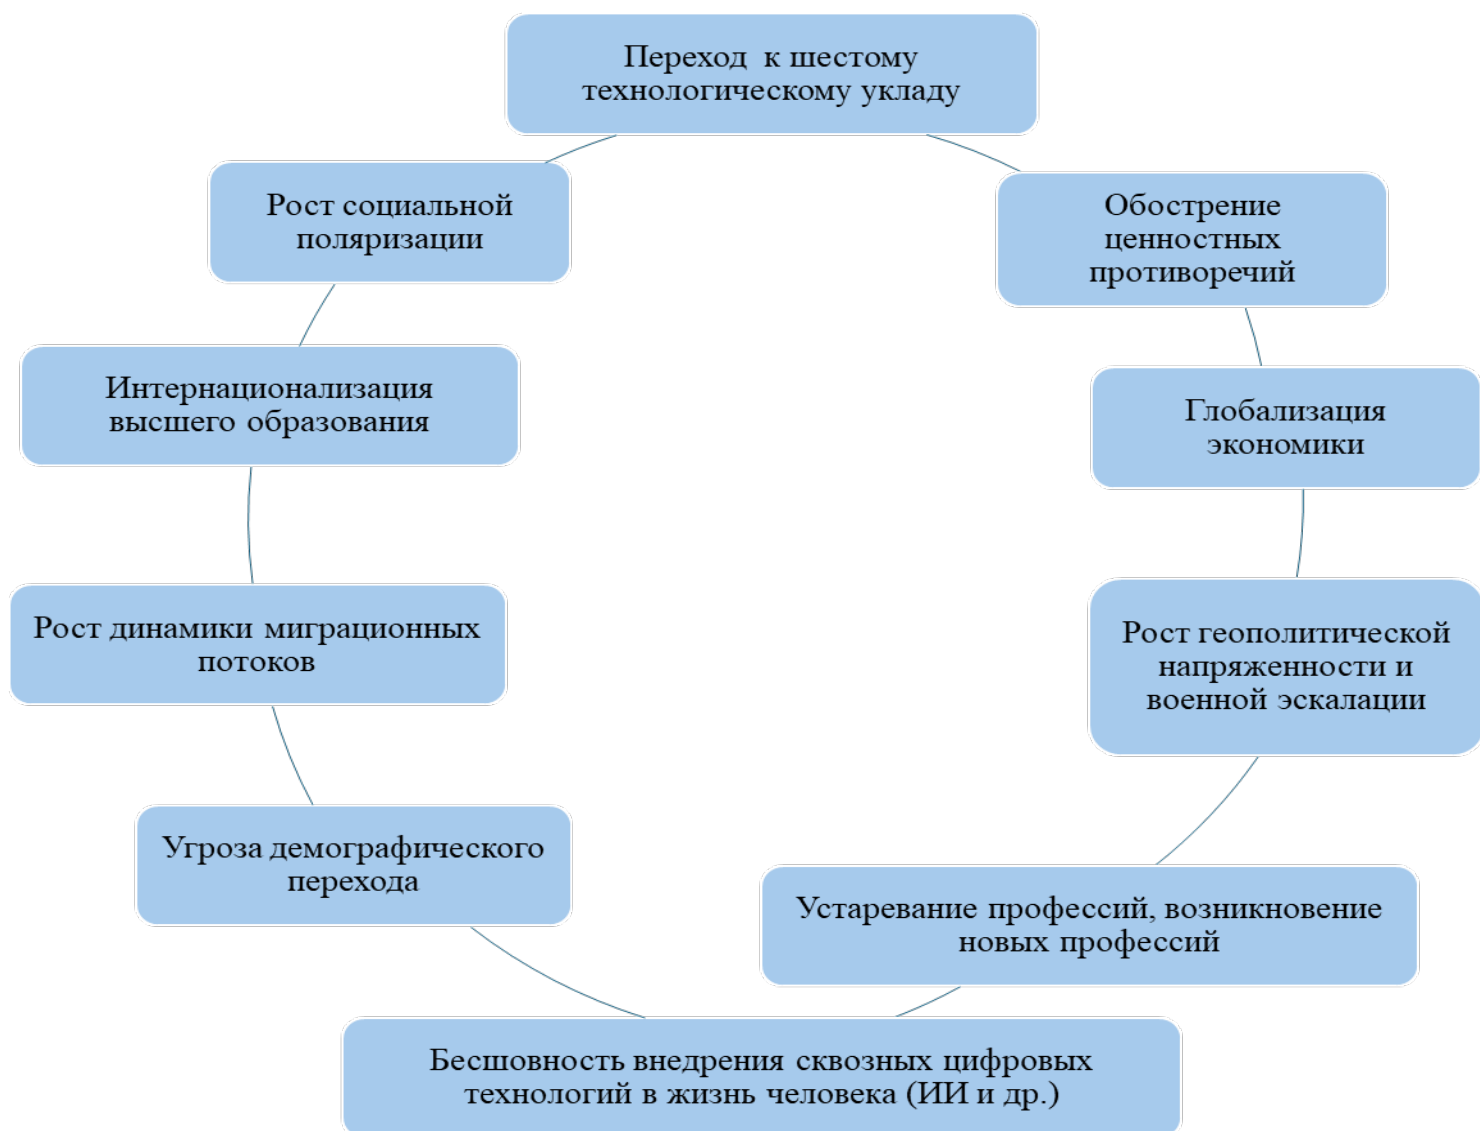 Переход к шестому
технологическому укладу
Рост социальной
поляризации
Обострение
ценностных
противоречий
Интернационализация
высшего образования
Глобализация
экономики
Рост динамики миграционных
потоков
Рост геополитической
напряженности и
военной эскалации
Угроза демографического
перехода
Устаревание профессий, возникновение
новых профессий
Бесшовность внедрения сквозных цифровых
технологий в жизнь человека (ИИ и др.)